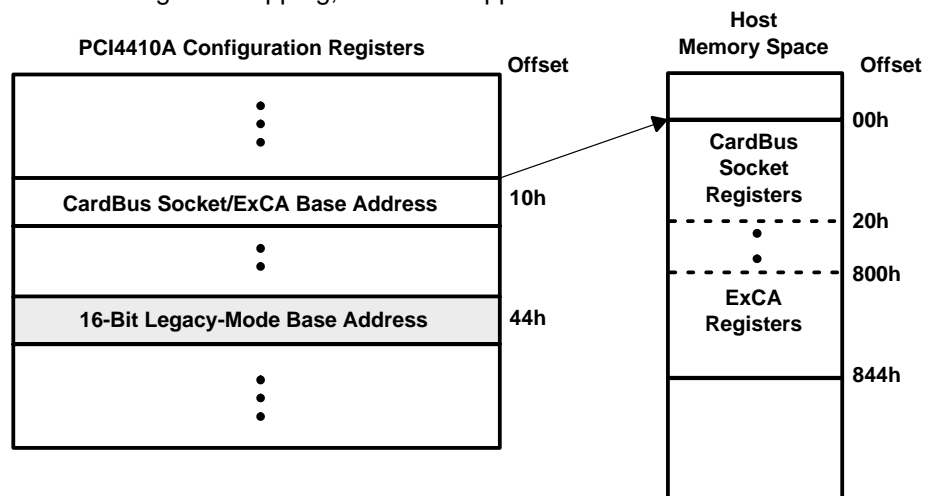 PCI4410A Configuration Registers
Offset
CardBus Socket/ExCA Base Address
10h
16-Bit Legacy-Mode Base Address
44h
Host
Memory Space
Offset
00h
CardBus
Socket
Registers
20h
800h
ExCA
Registers
844h